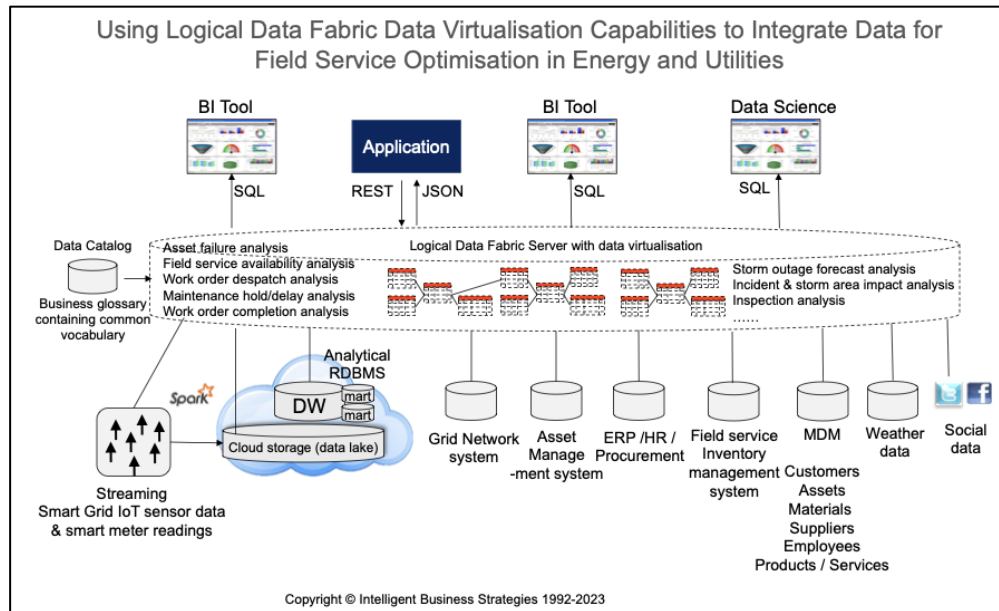 Using Logical Data Fabric Data Virtualisation Capabilities to Integrate Data for
Field Service Optimisation in Energy and Utilities
BI Tool
BI Tool
Data Science
Application
SQL
REST
JSON
SQL
SQL
Data Catalog
Business glossary
containing common
vocabulary
Logical Data Fabric Server with data virtualisation
Asset failure analysis
Field service availability analysis
Work order despatch analysis
Maintenance hold/delay analysis
Work order completion analysis
Storm outage forecast analysis
Incident & storm area impact analysis
Inspection analysis
......
Spark
Analytical
RDBMS
DW
mart
mart
Cloud storage (data lake)
Streaming
Smart Grid IoT sensor data
& smart meter readings
Grid Network
system
Asset
Manage
-ment system
ERP /HR /
Procurement
Field service
Inventory
management
system
MDM
Customers
Assets
Materials
Suppliers
Employees
Products / Services
Weather
data
Social
data
Copyright © Intelligent Business Strategies 1992-2023